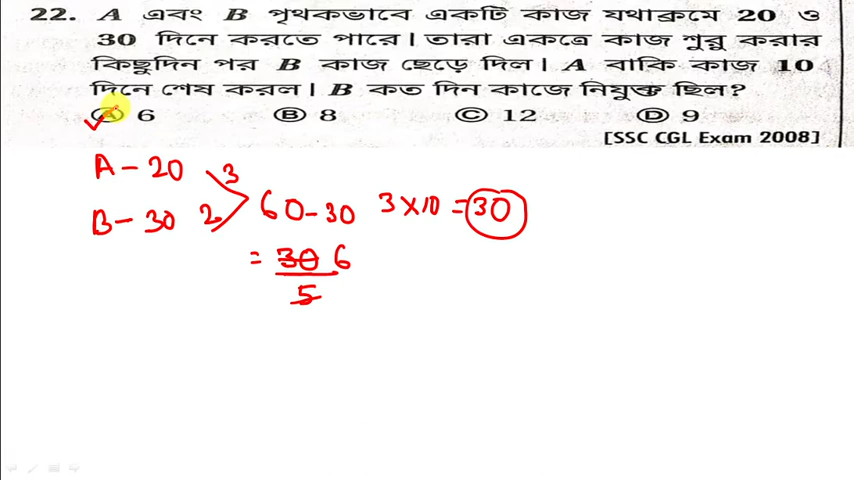 22. A এবং B পৃথকভাবে একটি কাজ যথাক্রমে 20 ও
30 দিনে করতে পারে। তারা একত্রে কাজ শুরু করার
কিছুদিন পর B কাজ ছেড়ে দিল। A বাকি কাজ 10
দিনে শেষ করল। B কত দিন কাজে নিযুক্ত ছিল?
A 6 B 8 C 12 D 9
[SSC CGL Exam 2008]
A - 20 3
B - 30 2 60 - 30 3 × 10 = 30
= 30 6
5